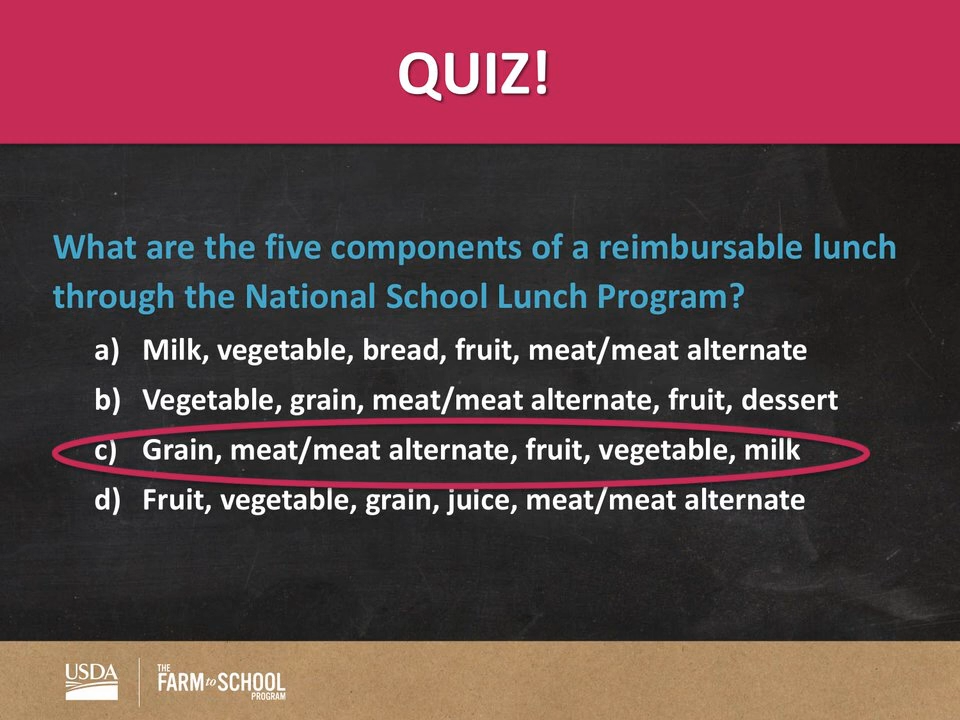 QUIZ!
What are the five components of a reimbursable lunch
through the National School Lunch Program?
a) Milk, vegetable, bread, fruit, meat/meat alternate
b) Vegetable, grain, meat/meat alternate, fruit, dessert
c) Grain, meat/meat alternate, fruit, vegetable, milk
d) Fruit, vegetable, grain, juice, meat/meat alternate
USDA
THE
FARM to SCHOOL
PROGRAM